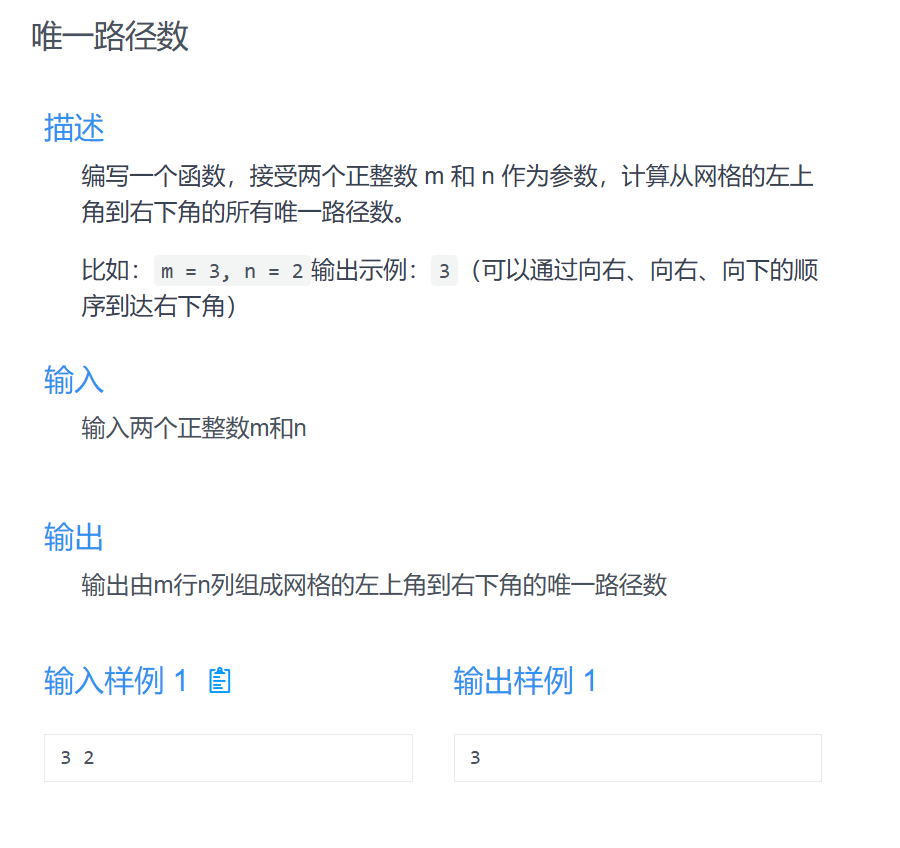 唯一路径数
描述
编写一个函数，接受两个正整数 m 和 n 作为参数，计算从网格的左上
角到右下角的所有唯一路径数。
比如：m = 3, n = 2输出示例：3（可以通过向右、向右、向下的顺
序到达右下角）
输入
输入两个正整数m和n
输出
输出由m行n列组成网格的左上角到右下角的唯一路径数
输入样例 1
输出样例 1
3 2
3